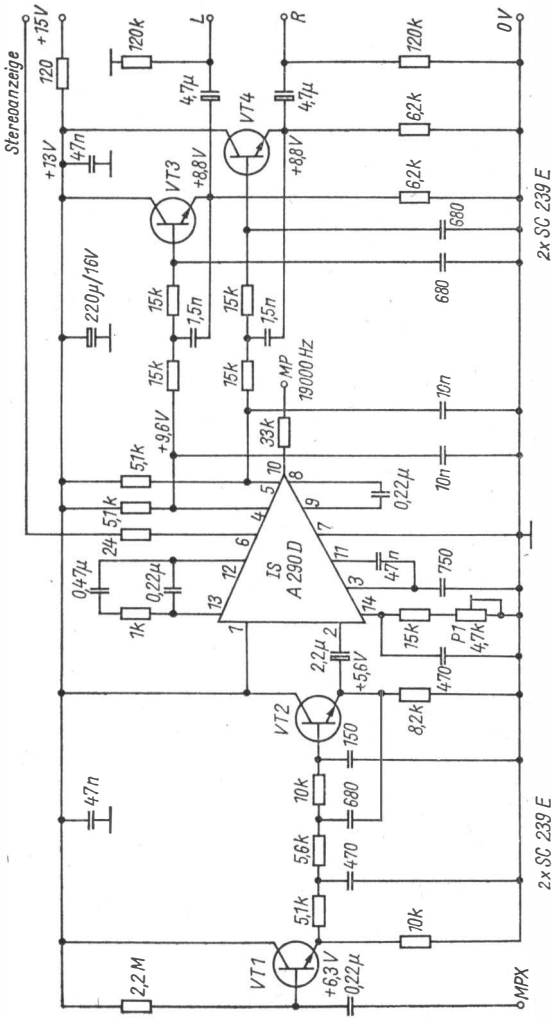 Stereoanzeige
+15V
120
+13V
47n
220µ/16V
47n
2,2 M
120k
L
4,7µ
R
4,7µ
120k
VT4
VT3
+8,8V
+8,8V
6,2k
6,2k
15k
15k
1,5n
15k
15k
1,5n
680
680
+9,6V
MP
19000 Hz
33k
10n
10n
5,1k
5,1k
24
0,47µ
0,22µ
1k
13
12
6
4
5
10
8
9
7
11
3
14
1
2
IS
A 290 D
0,22µ
47n
750
15k
P1
4,7k
470
2,2µ
+5,6V
VT2
8,2k
150
10k
680
5,6k
470
5,1k
10k
VT1
+6,3V
0,22µ
MPX
0V
2x SC 239 E
2x SC 239 E